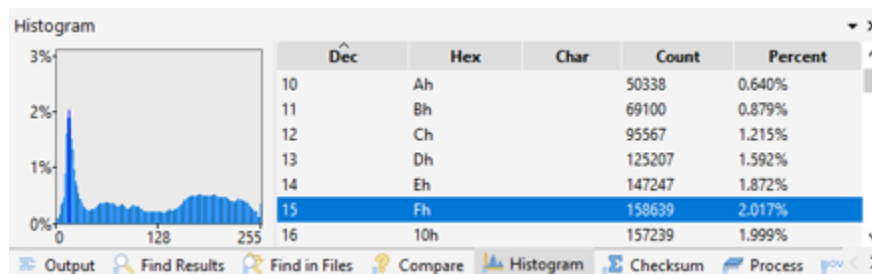 Histogram
3%
2%
1%
0%
0 128 255
Dec Hex Char Count Percent
10 Ah 50338 0.640%
11 Bh 69100 0.879%
12 Ch 95567 1.215%
13 Dh 125207 1.592%
14 Eh 147247 1.872%
15 Fh 158639 2.017%
16 10h 157239 1.999%
Output Find Results Find in Files Compare Histogram Checksum Process